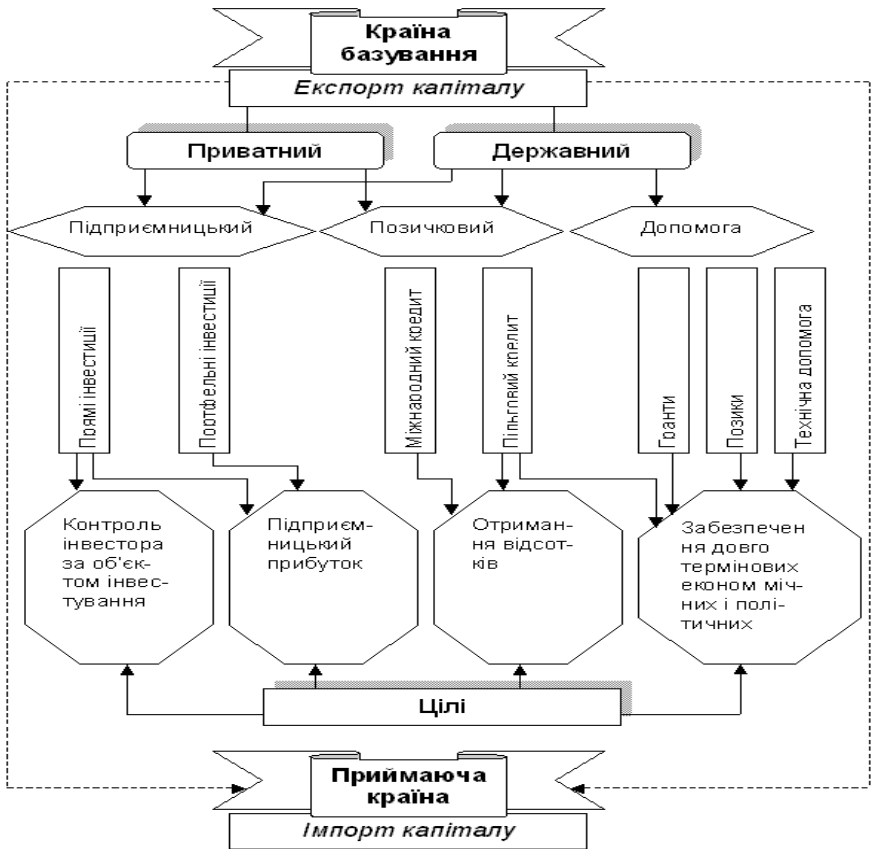 Країна
базування
Експорт капіталу
Приватний
Державний
Підприємницький
Позичковий
Допомога
Прямі інвестиції
Портфельні інвестиції
Міжнародний кредит
Пільговий кредит
Гранти
Позики
Технічна допомога
Контроль
інвестора
за об'єк-
том інвес-
тування
Підприєм-
ницький
прибуток
Отриман-
ня відсот-
ків
Забезпечен
ня довго
термінових
економ міч-
них і полі-
тичних
Цілі
Приймаюча
країна
Імпорт капіталу